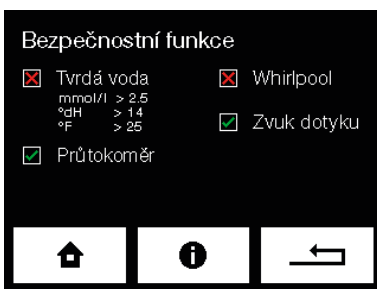 Bezpečnostní funkce
Tvrdá voda
mmol/l > 2.5
°dH > 14
°F > 25
Průtokoměr
Whirlpool
Zvuk dotyku